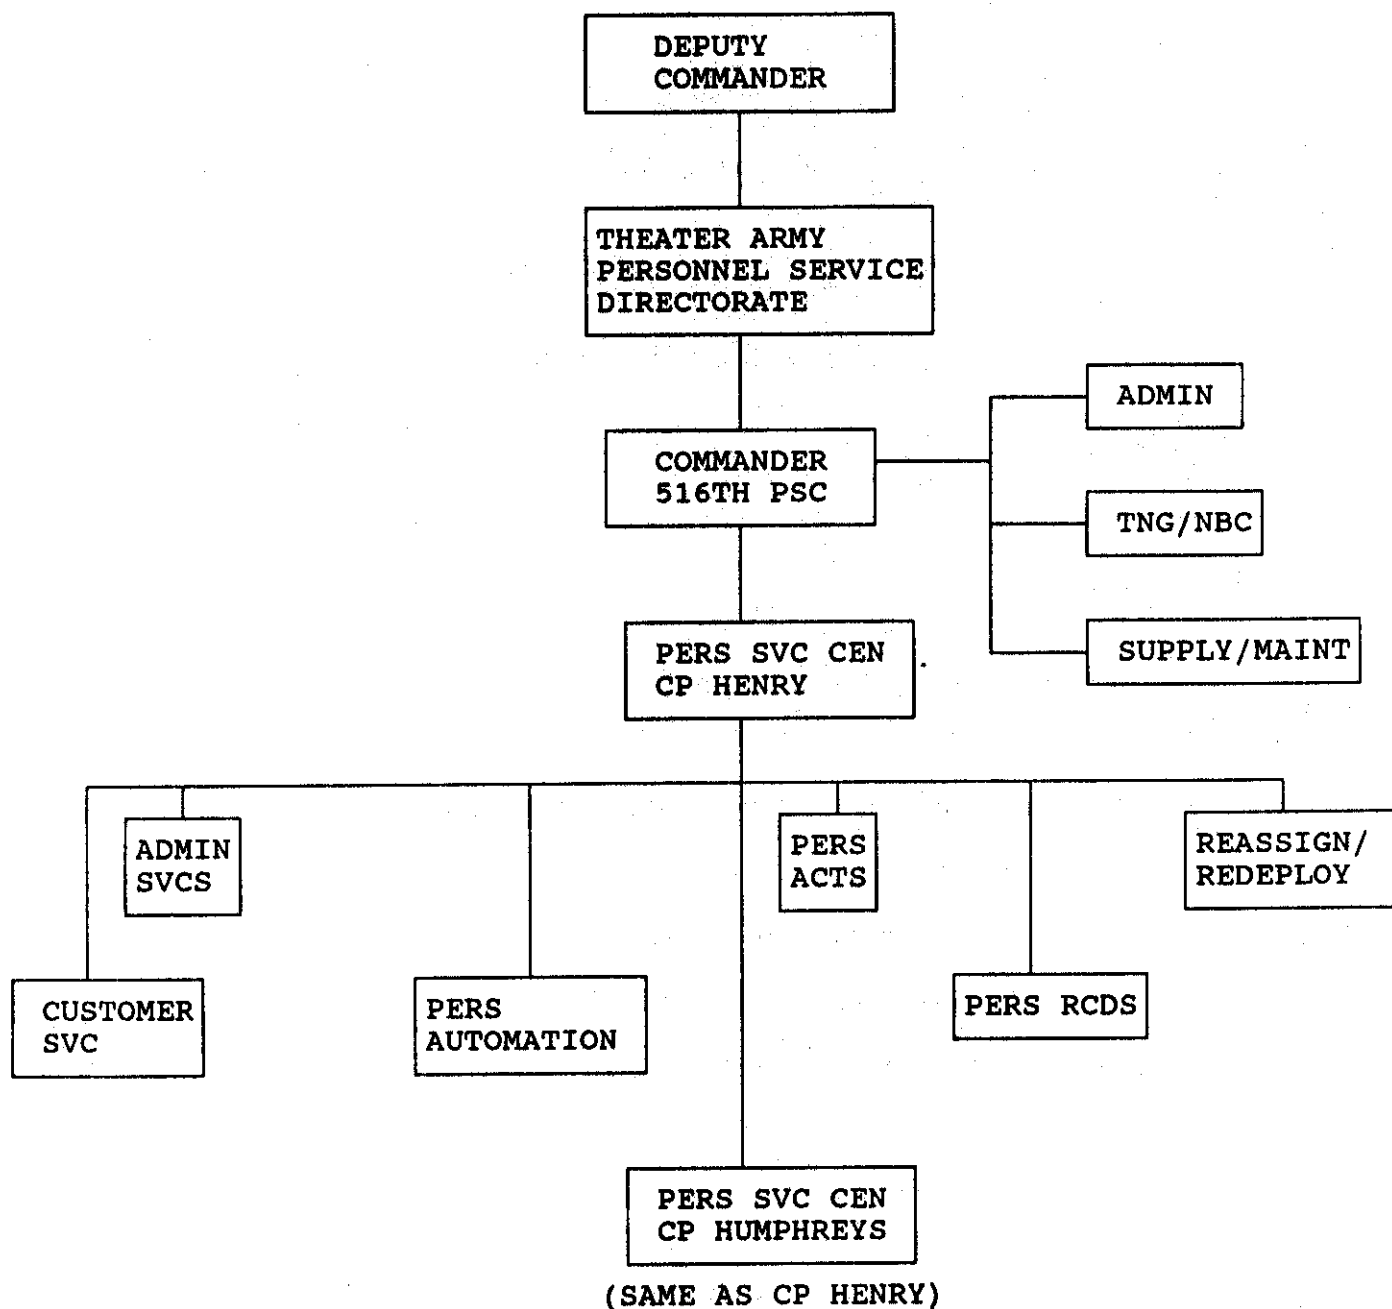 DEPUTY
COMMANDER
THEATER ARMY
PERSONNEL SERVICE
DIRECTORATE
ADMIN
COMMANDER
516TH PSC
TNG/NBC
PERS SVC CEN
CP HENRY
SUPPLY/MAINT
ADMIN
SVCS
PERS
ACTS
REASSIGN/
REDEPLOY
CUSTOMER
SVC
PERS
AUTOMATION
PERS RCDS
PERS SVC CEN
CP HUMPHREYS
(SAME AS CP HENRY)